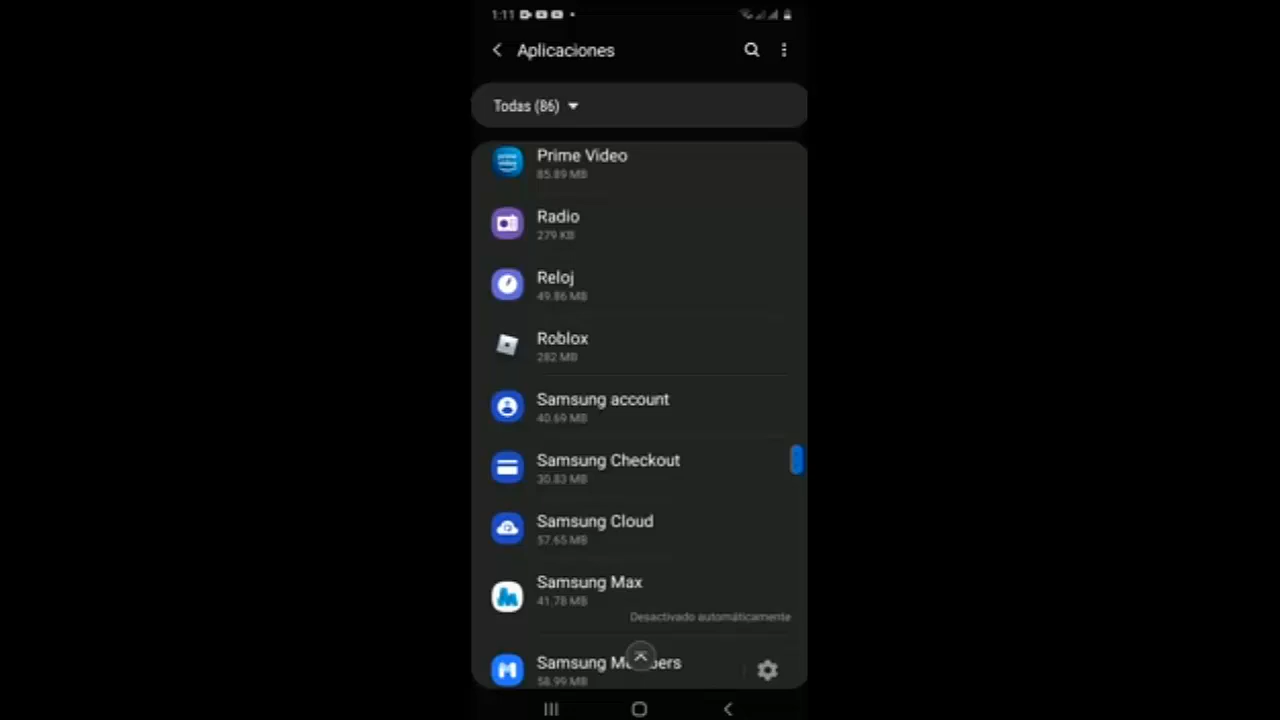 1:11
Aplicaciones
Todas (86)
Prime Video
85.89 MB
Radio
279 KB
Reloj
49.86 MB
Roblox
282 MB
Samsung account
40.69 MB
Samsung Checkout
30.83 MB
Samsung Cloud
57.65 MB
Samsung Max
41.78 MB
Desactivado automáticamente
Samsung
58.99 MB